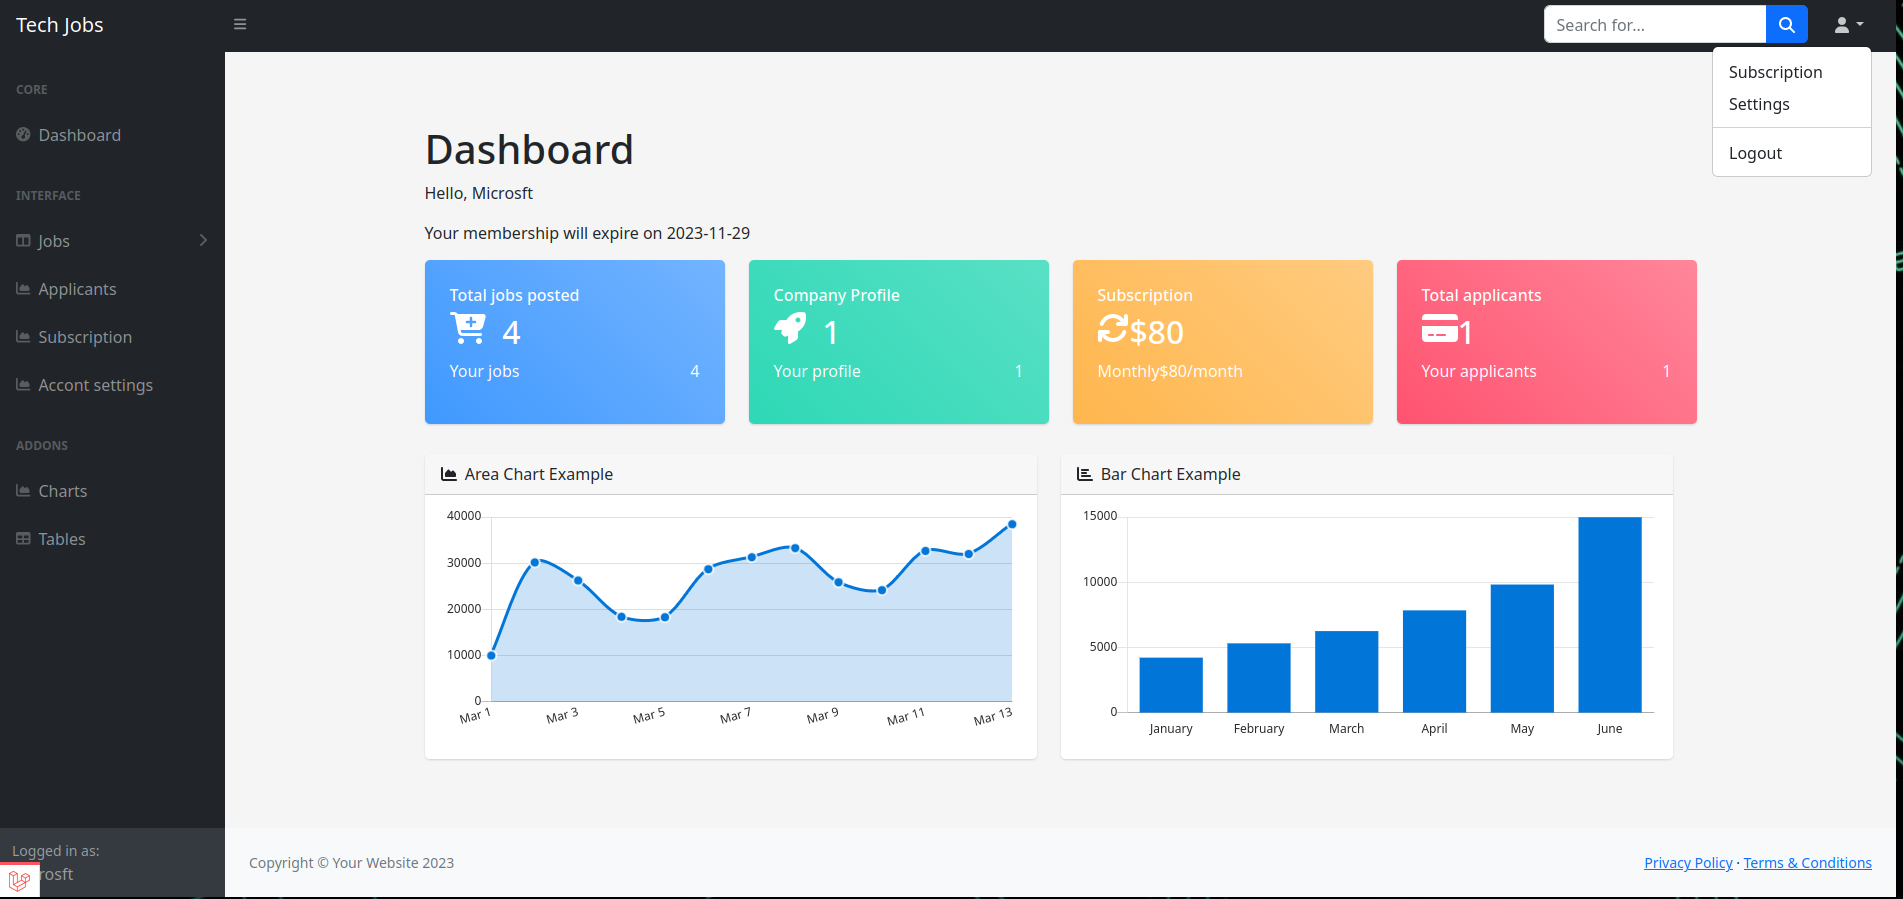 Tech Jobs
Search for...
Subscription
Settings
Logout
CORE
Dashboard
INTERFACE
Jobs
Applicants
Subscription
Accont settings
ADDONS
Charts
Tables
Logged in as:
rosft
Dashboard
Hello, Microsft
Your membership will expire on 2023-11-29
Total jobs posted
4
Your jobs 4
Company Profile
1
Your profile 1
Subscription
$80
Monthly$80/month
Total applicants
1
Your applicants 1
Area Chart Example
40000
30000
20000
10000
0
Mar 1 Mar 3 Mar 5 Mar 7 Mar 9 Mar 11 Mar 13
Bar Chart Example
15000
10000
5000
0
January February March April May June
Copyright © Your Website 2023
Privacy Policy · Terms & Conditions